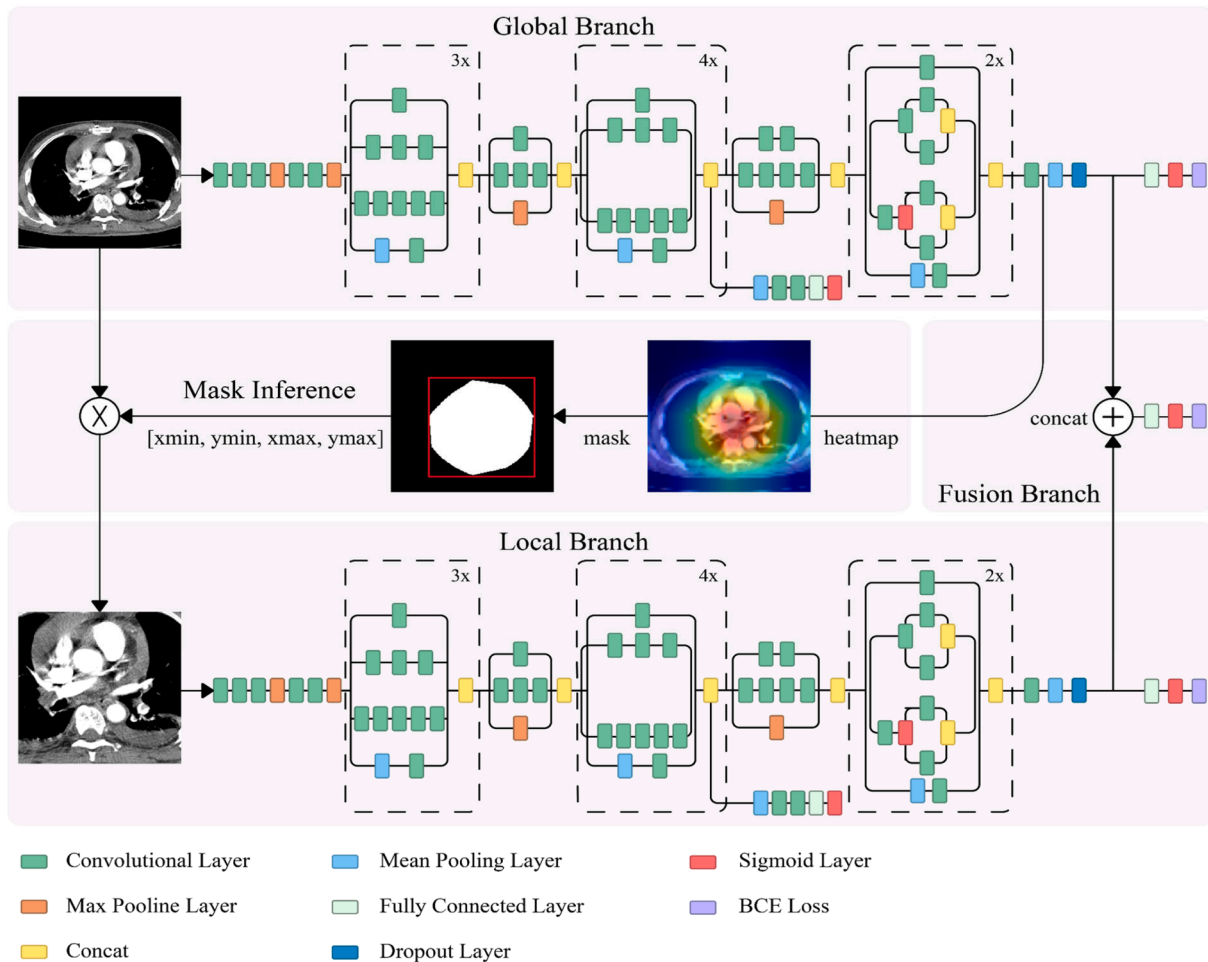 Global Branch
3x
4x
2x
Mask Inference
[xmin, ymin, xmax, ymax]
mask
heatmap
concat
Fusion Branch
Local Branch
3x
4x
2x
Convolutional Layer
Mean Pooling Layer
Sigmoid Layer
Max Pooline Layer
Fully Connected Layer
BCE Loss
Concat
Dropout Layer